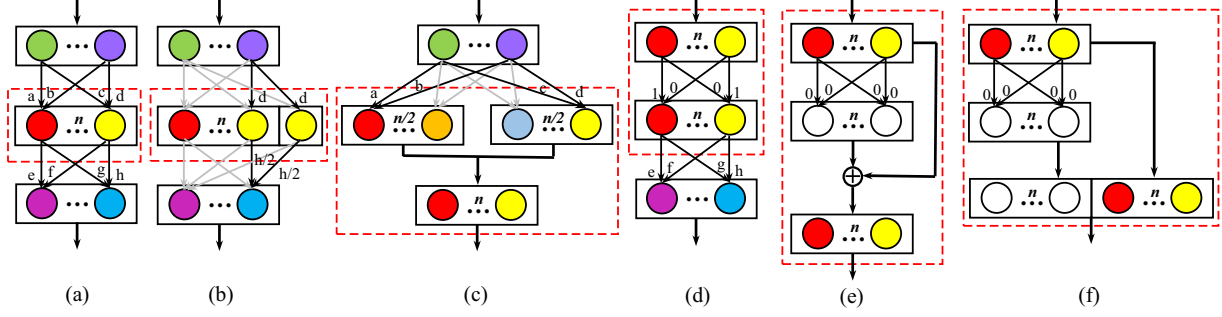 a b c d
n
e f g h
(a)
d d
n
h/2 h/2
(b)
a b c d
n/2 n/2
n
(c)
n
1 0 0 1
n
e f g h
(d)
n
0 0 0 0
n
n
(e)
n
0 0 0 0
n
n n
(f)